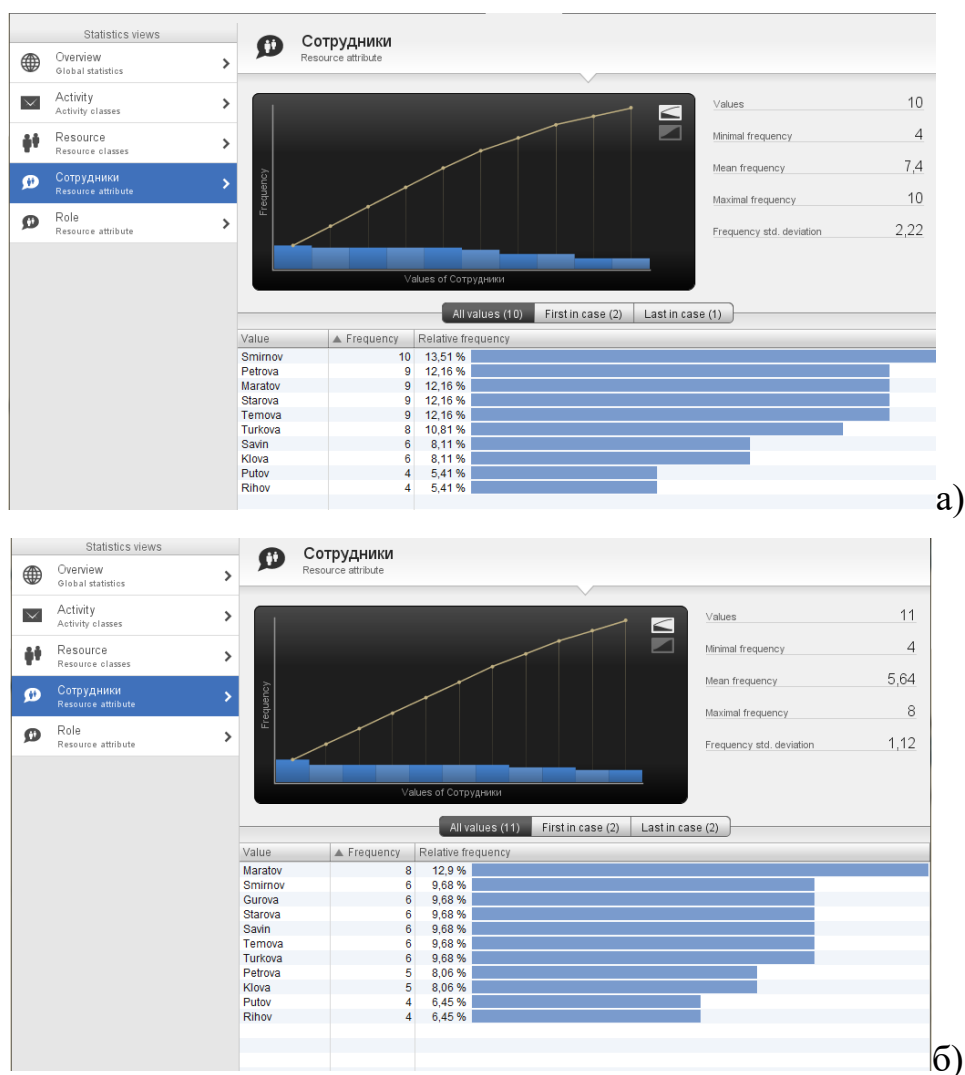 Statistics views
Overview
Global statistics
Activity
Activity classes
Resource
Resource classes
Сотрудники
Resource attribute
Role
Resource attribute
Сотрудники
Resource attribute
Frequency
Values of Сотрудники
Values 10
Minimal frequency 4
Mean frequency 7,4
Maximal frequency 10
Frequency std. deviation 2,22
All values (10) First in case (2) Last in case (1)
Value Frequency Relative frequency
Smirnov 10 13,51 %
Petrova 9 12,16 %
Maratov 9 12,16 %
Starova 9 12,16 %
Temova 9 12,16 %
Turkova 8 10,81 %
Savin 6 8,11 %
Klova 6 8,11 %
Putov 4 5,41 %
Rihov 4 5,41 %
а)
Statistics views
Overview
Global statistics
Activity
Activity classes
Resource
Resource classes
Сотрудники
Resource attribute
Role
Resource attribute
Сотрудники
Resource attribute
Frequency
Values of Сотрудники
Values 11
Minimal frequency 4
Mean frequency 5,64
Maximal frequency 8
Frequency std. deviation 1,12
All values (11) First in case (2) Last in case (2)
Value Frequency Relative frequency
Maratov 8 12,9 %
Smirnov 6 9,68 %
Gurova 6 9,68 %
Starova 6 9,68 %
Savin 6 9,68 %
Temova 6 9,68 %
Turkova 6 9,68 %
Petrova 5 8,06 %
Klova 5 8,06 %
Putov 4 6,45 %
Rihov 4 6,45 %
б)